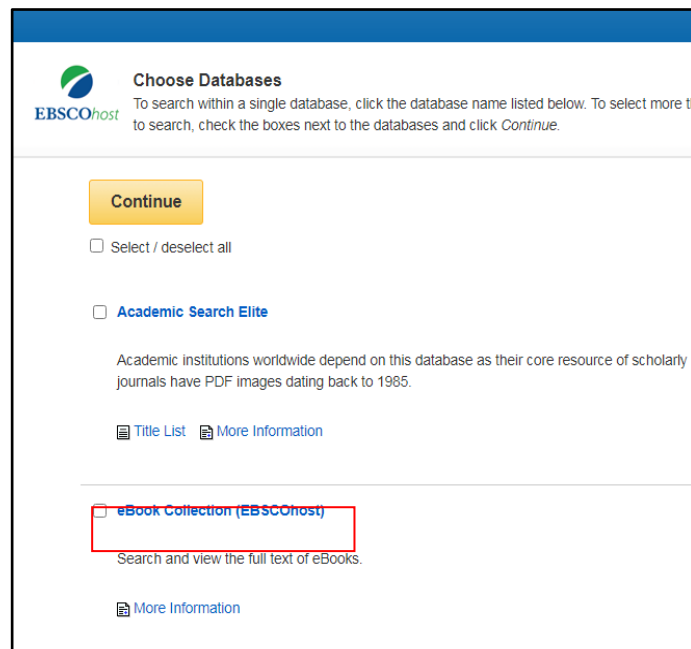 Choose Databases
To search within a single database, click the database name listed below. To select more
to search, check the boxes next to the databases and click Continue.
EBSCOhost
Continue
Select / deselect all
Academic Search Elite
Academic institutions worldwide depend on this database as their core resource of scholarly
journals have PDF images dating back to 1985.
Title List More Information
eBook Collection (EBSCOhost)
Search and view the full text of eBooks.
More Information